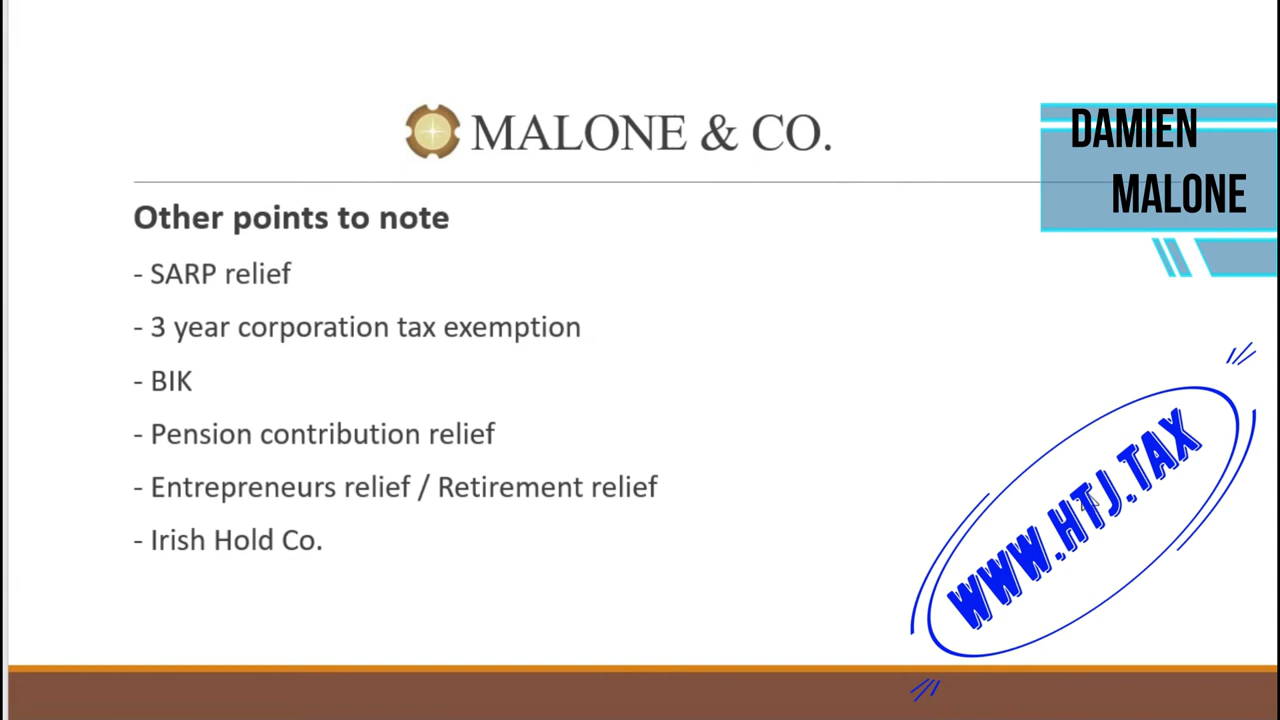 MALONE & CO.
DAMIEN
MALONE
Other points to note
- SARP relief
- 3 year corporation tax exemption
- BIK
- Pension contribution relief
- Entrepreneurs relief / Retirement relief
- Irish Hold Co.
WWW.HTJ.TAX